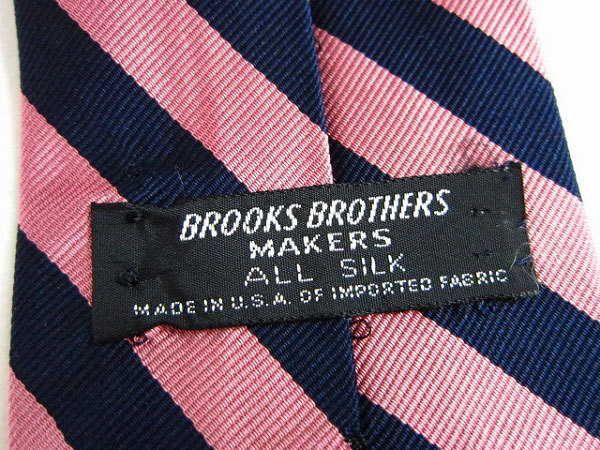 BROOKS BROTHERS
MAKERS
ALL SILK
MADE IN U.S.A. OF IMPORTED FABRIC